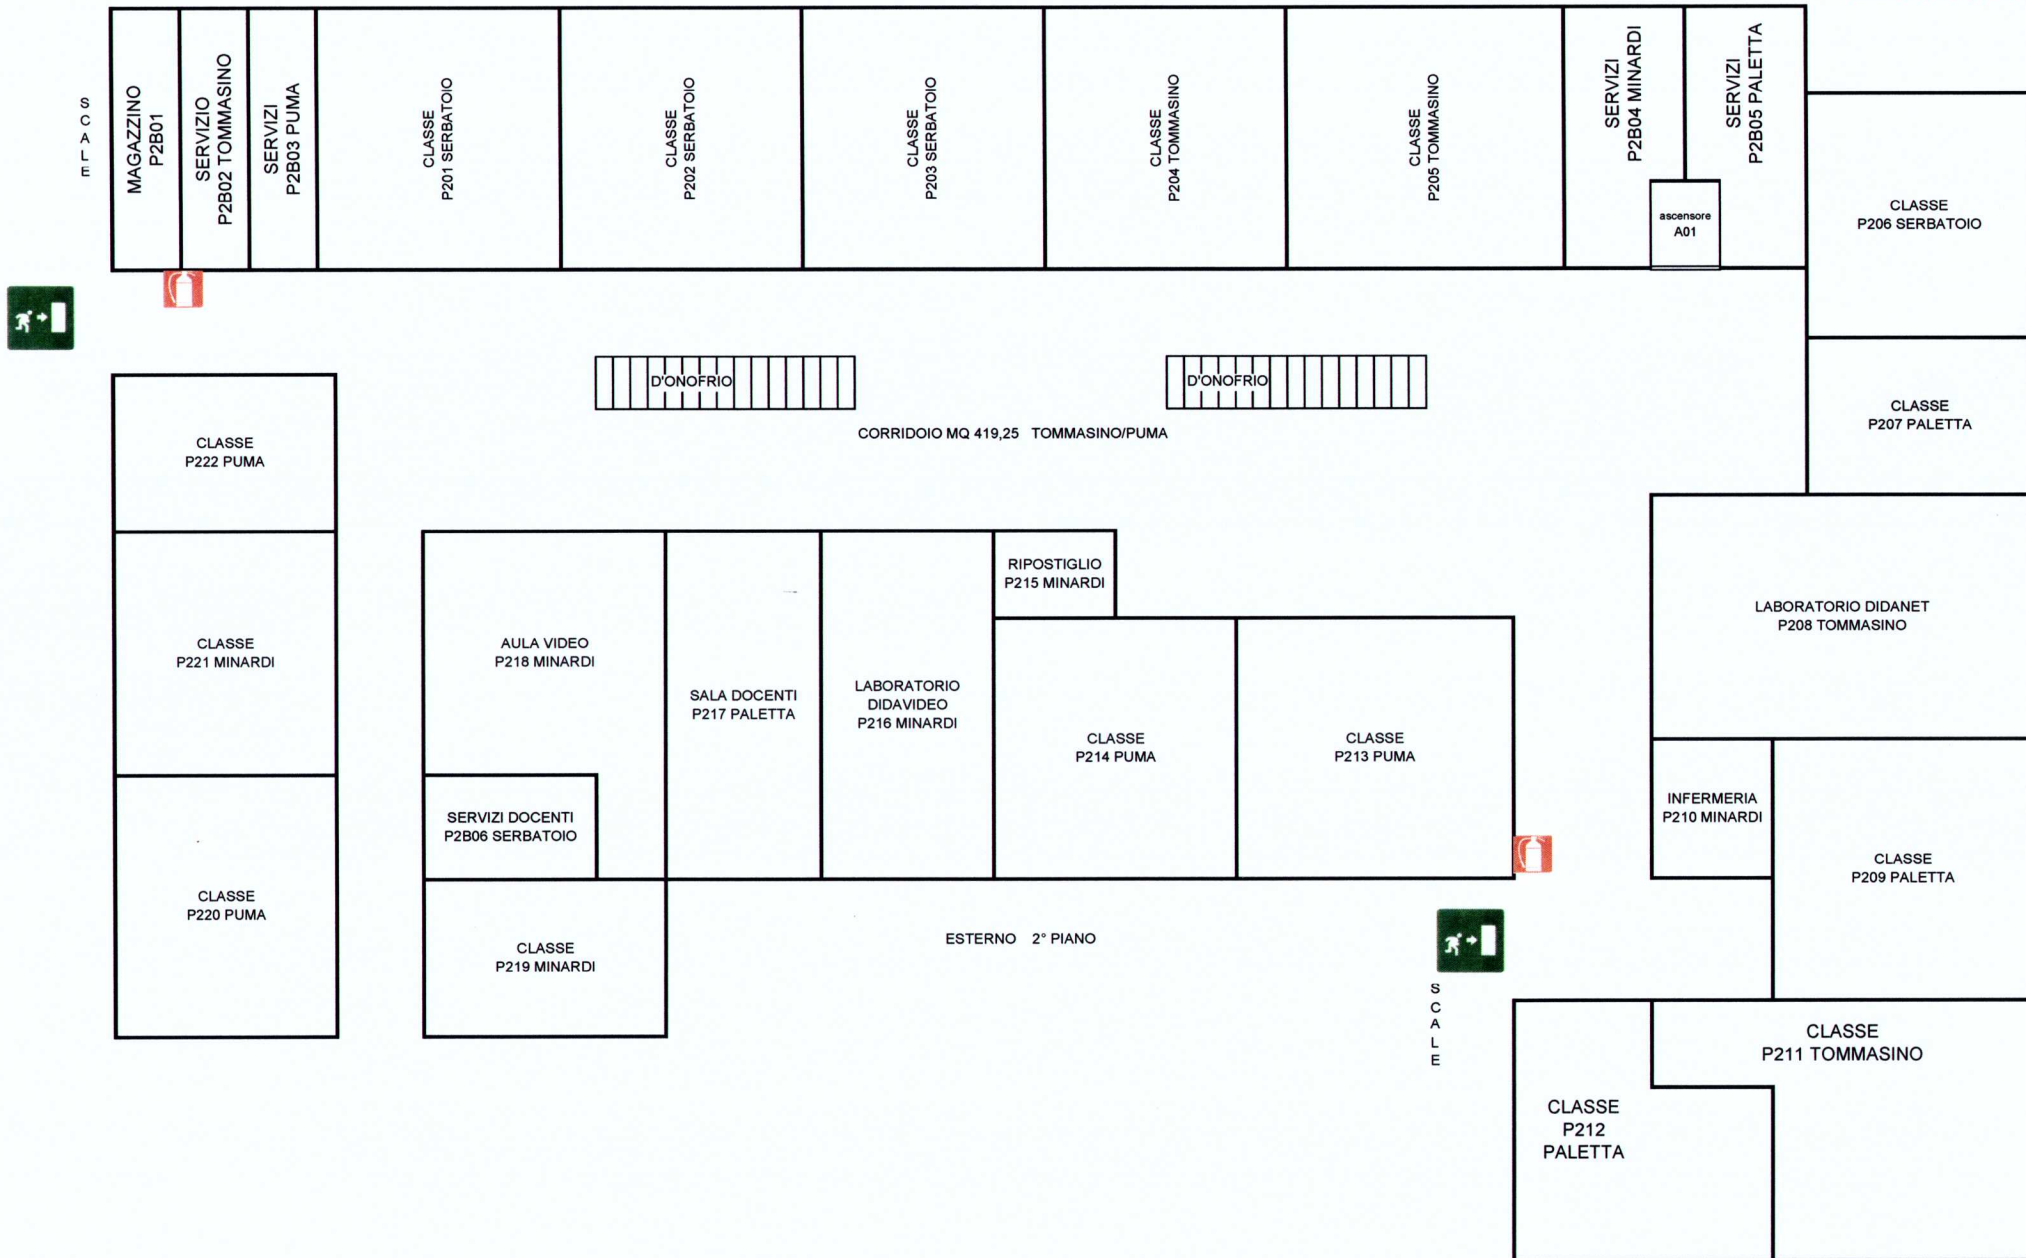 SCALE
MAGAZZINO
P2B01
SERVIZIO
P2B02 TOMMASINO
SERVIZI
P2B03 PUMA
CLASSE
P201 SERBATOIO
CLASSE
P202 SERBATOIO
CLASSE
P203 SERBATOIO
CLASSE
P204 TOMMASINO
CLASSE
P205 TOMMASINO
SERVIZI
P2B04 MINARDI
SERVIZI
P2B05 PALETTA
ascensore
A01
CLASSE
P206 SERBATOIO
D'ONOFRIO
D'ONOFRIO
CLASSE
P207 PALETTA
CORRIDOIO MQ 419,25 TOMMASINO/PUMA
CLASSE
P222 PUMA
RIPOSTIGLIO
P215 MINARDI
LABORATORIO DIDANET
P208 TOMMASINO
CLASSE
P221 MINARDI
AULA VIDEO
P218 MINARDI
SALA DOCENTI
P217 PALETTA
LABORATORIO
DIDAVIDEO
P216 MINARDI
CLASSE
P214 PUMA
CLASSE
P213 PUMA
SERVIZI DOCENTI
P2B06 SERBATOIO
INFERMERIA
P210 MINARDI
CLASSE
P209 PALETTA
CLASSE
P220 PUMA
CLASSE
P219 MINARDI
ESTERNO 2° PIANO
SCALE
CLASSE
P211 TOMMASINO
CLASSE
P212
PALETTA